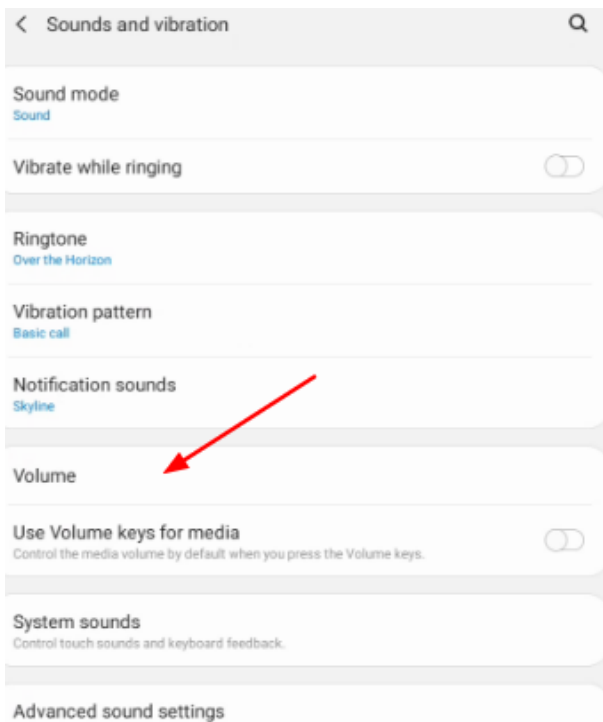 Sounds and vibration
Sound mode
Sound
Vibrate while ringing
Ringtone
Over the Horizon
Vibration pattern
Basic call
Notification sounds
Skyline
Volume
Use Volume keys for media
Control the media volume by default when you press the Volume keys.
System sounds
Control touch sounds and keyboard feedback.
Advanced sound settings